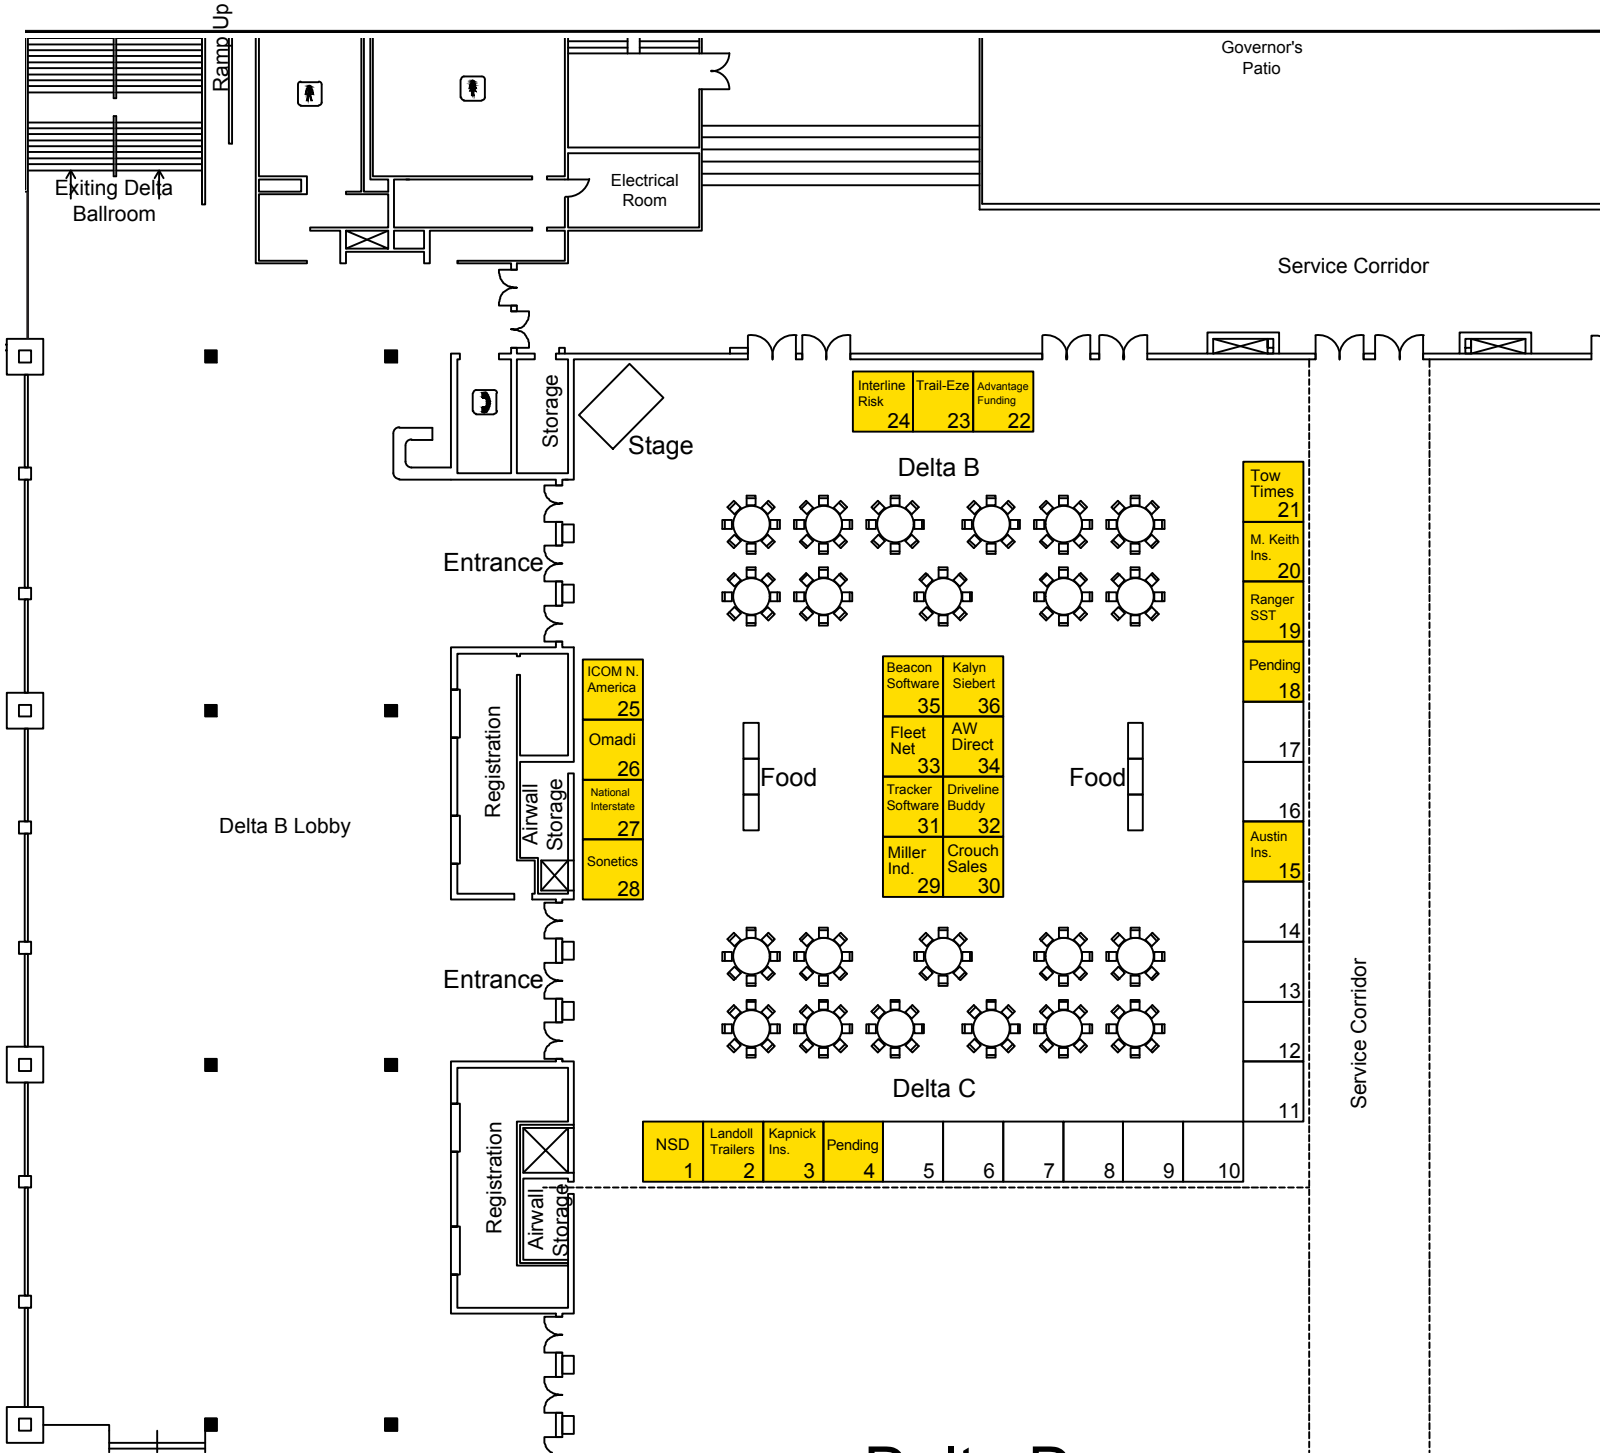 Ramp Up
Governor's
Patio
Exiting Delta
Ballroom
Electrical
Room
Service Corridor
Storage
Stage
Interline
Risk
24
Trail-Eze
23
Advantage
Funding
22
Delta B
Tow
Times
21
M. Keith
Ins.
20
Ranger
SST
19
Pending
18
17
16
Austin
Ins.
15
14
13
12
11
Entrance
Registration
Airwall
Storage
ICOM N.
America
25
Omadi
26
National
Interstate
27
Sonetics
28
Delta B Lobby
Food
Beacon
Software
35
Kalyn
Siebert
36
Fleet
Net
33
AW
Direct
34
Tracker
Software
31
Driveline
Buddy
32
Miller
Ind.
29
Crouch
Sales
30
Food
Entrance
Delta C
Service Corridor
Registration
Airwall
Storage
NSD
1
Landoll
Trailers
2
Kapnick
Ins.
3
Pending
4
5
6
7
8
9
10